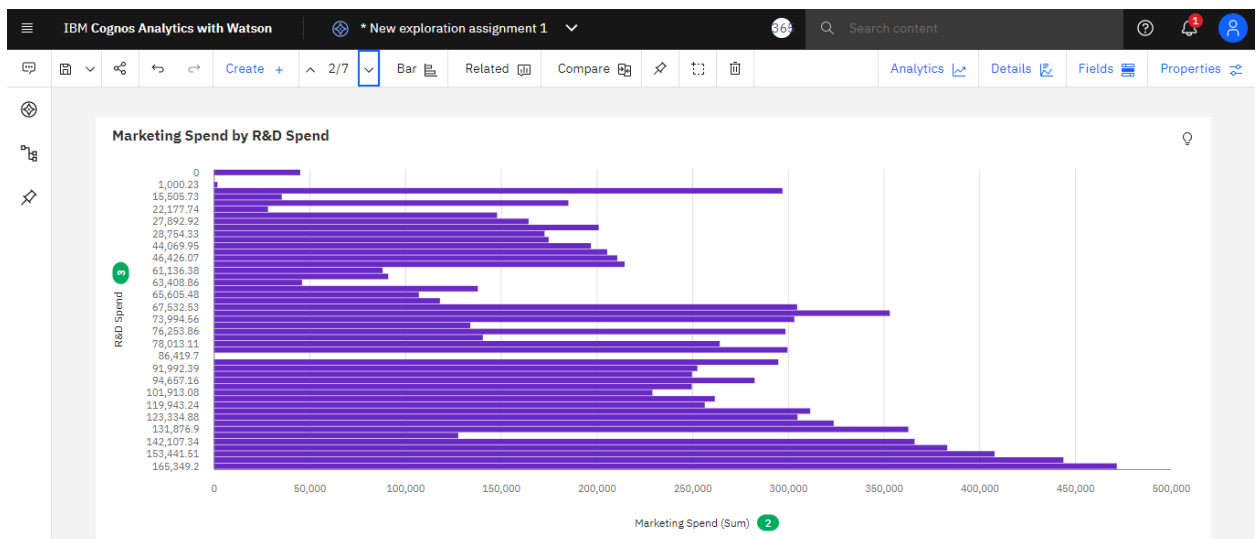 IBM Cognos Analytics with Watson
* New exploration assignment 1
365
Search content
1
Create +
2/7
Bar
Related
Compare
Analytics
Details
Fields
Properties
Marketing Spend by R&D Spend
0
1,000.23
15,505.73
22,177.74
27,892.92
28,754.33
44,069.95
46,426.07
61,136.38
63,408.86
65,605.48
67,532.53
73,994.56
76,253.86
78,013.11
86,419.7
91,992.39
94,657.16
101,913.08
119,943.24
123,334.88
131,876.9
142,107.34
153,441.51
165,349.2
R&D Spend 3
0 50,000 100,000 150,000 200,000 250,000 300,000 350,000 400,000 450,000 500,000
Marketing Spend (Sum) 2